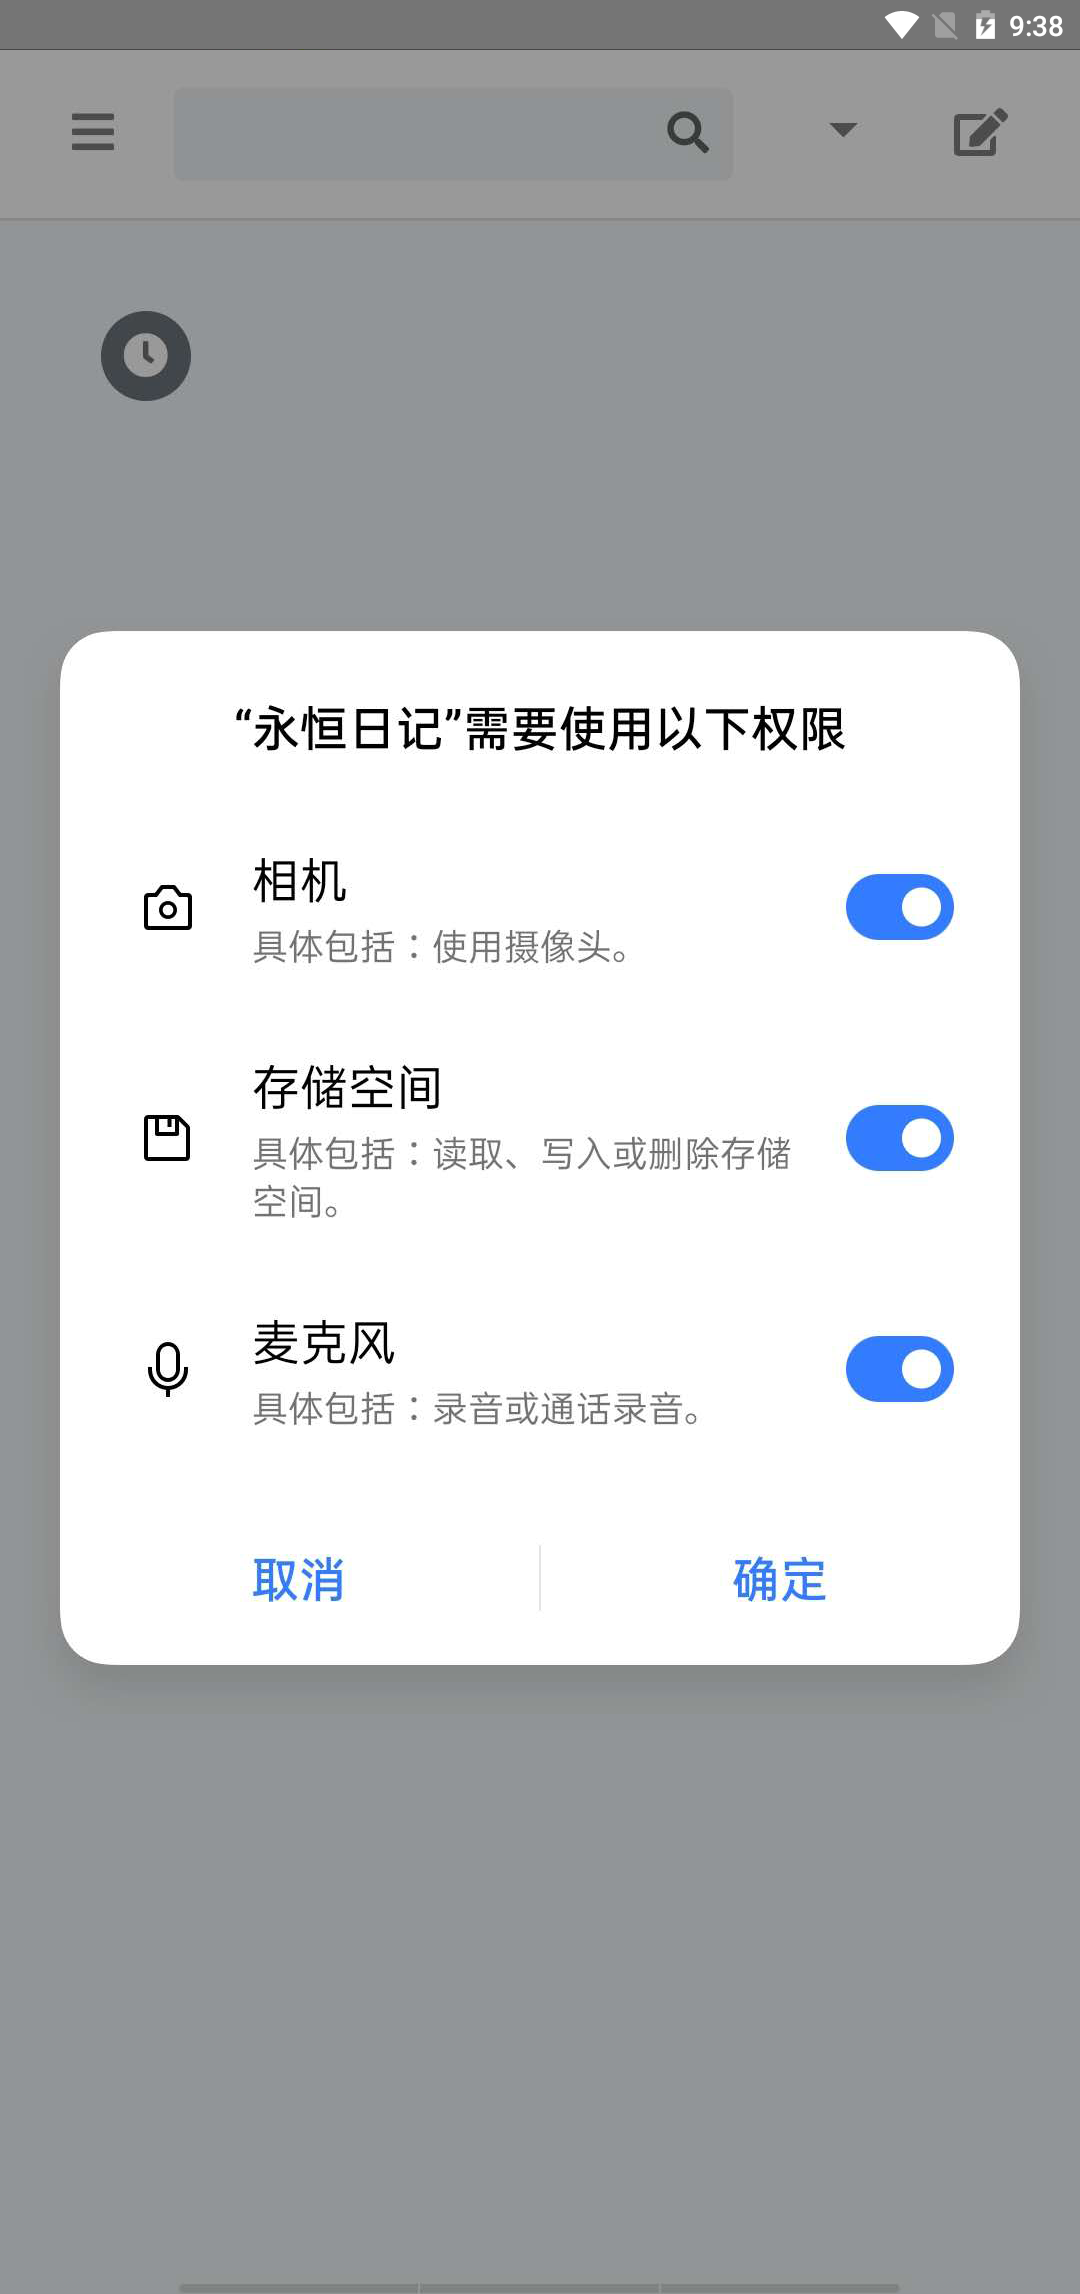 9:38
“永恒日记”需要使用以下权限
相机
具体包括：使用摄像头。
存储空间
具体包括：读取、写入或删除存储
空间。
麦克风
具体包括：录音或通话录音。
取消
确定